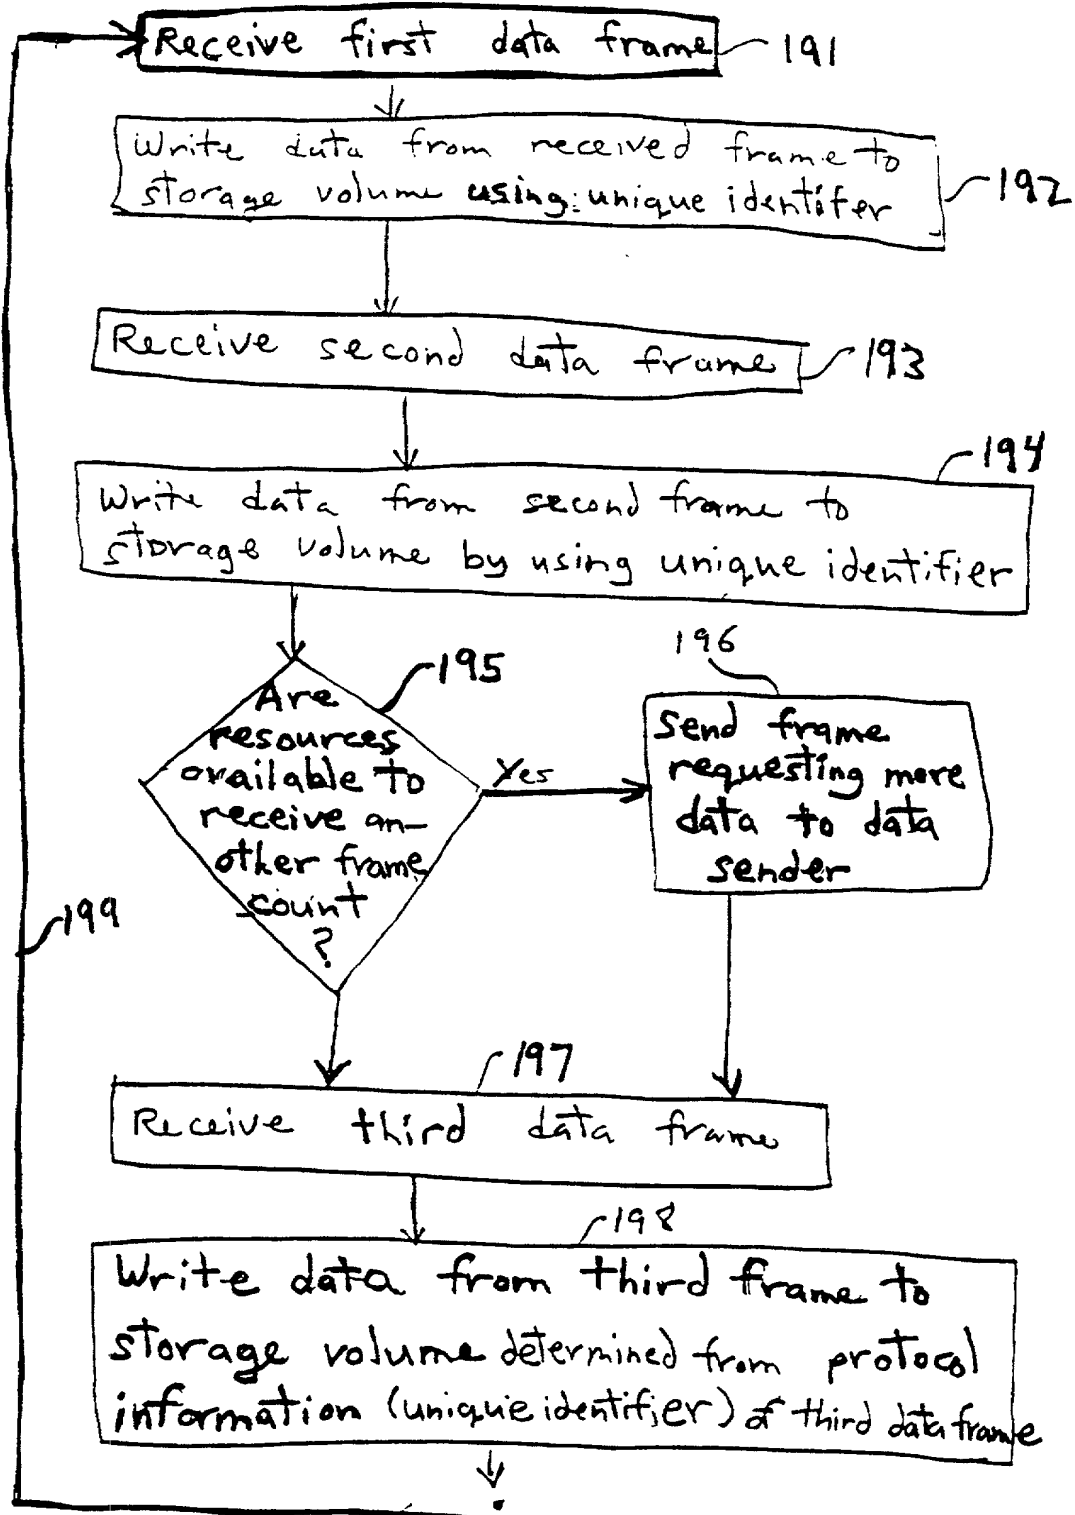 Receive first data frame 191
Write data from received frame to
storage volume using: unique identifer 192
Receive second data frame 193
194
Write data from second frame to
storage volume by using unique identifier
195
Are
resources
available to
receive an-
other frame
count
?
Yes
196
Send frame
requesting more
data to data
sender
199
197
Receive third data frame
198
Write data from third frame to
storage volume determined from protocol
information (unique identifier) of third data frame